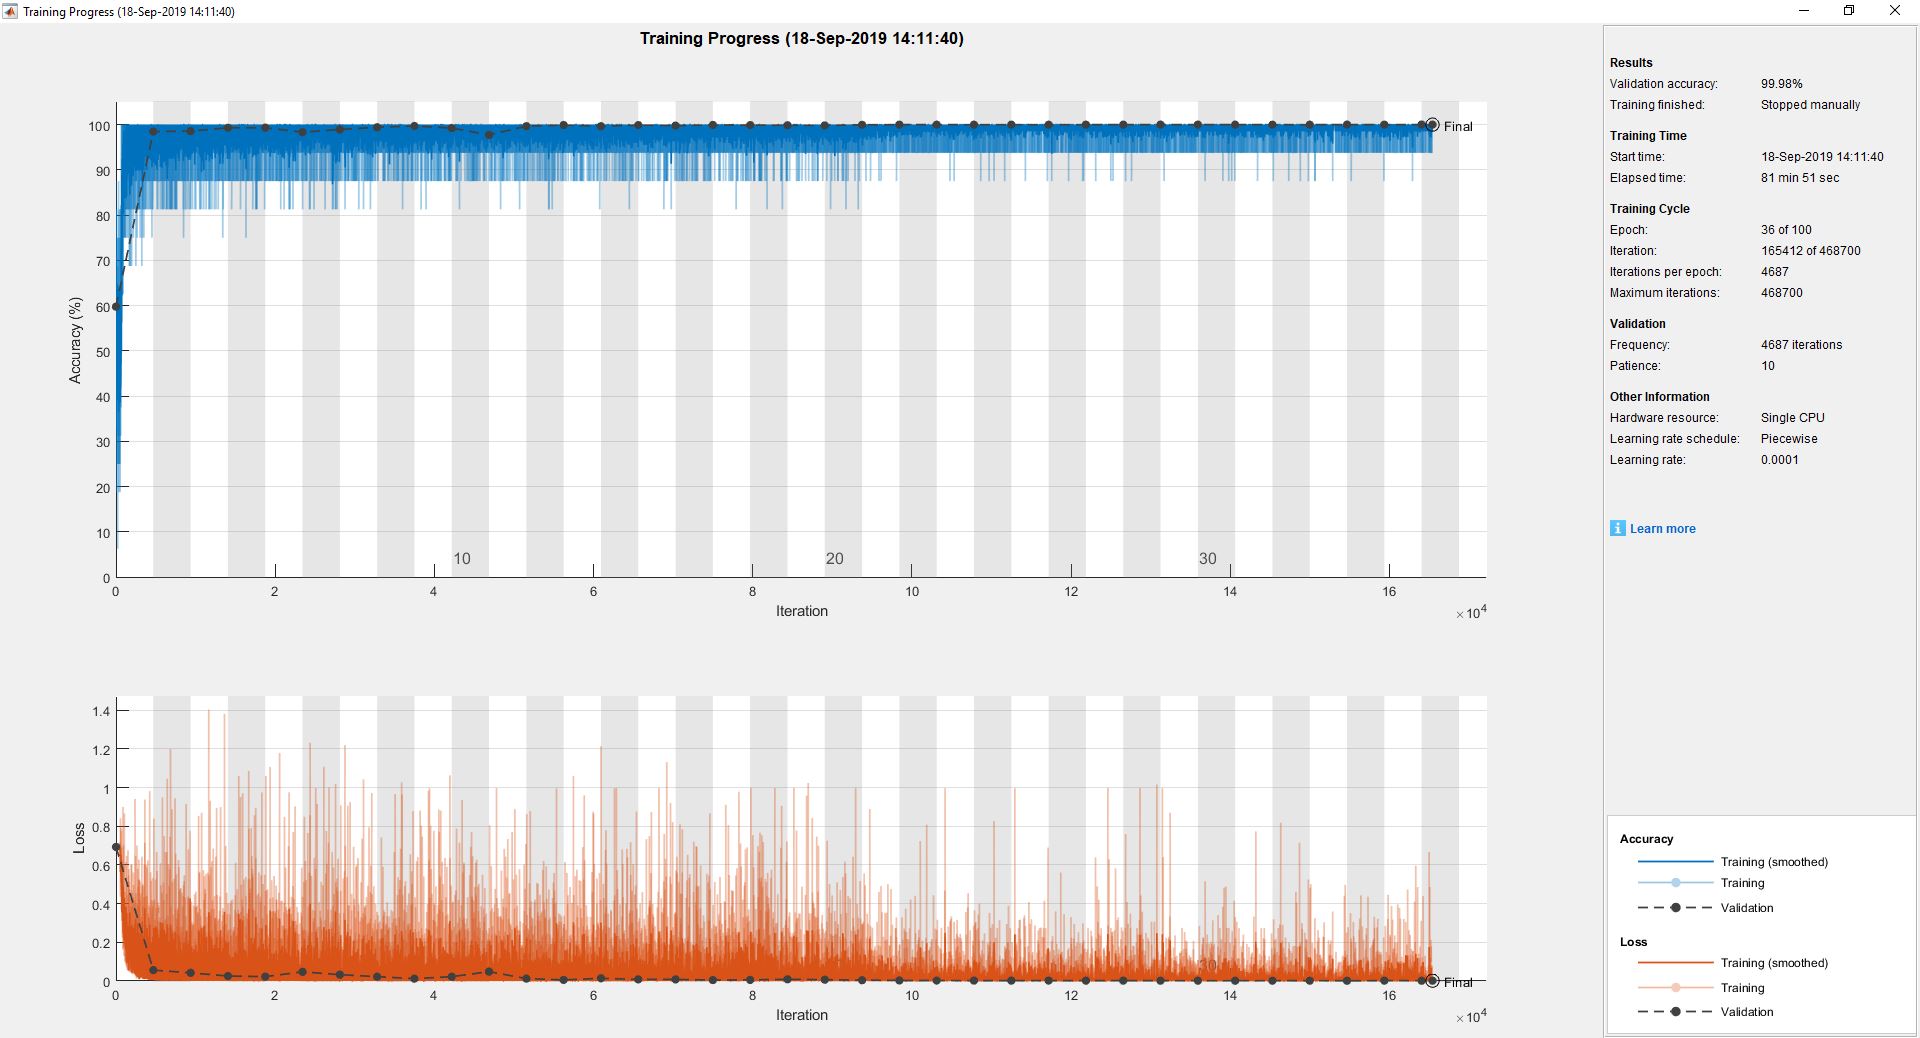 Training Progress (18-Sep-2019 14:11:40)
Training Progress (18-Sep-2019 14:11:40)
100
90
80
70
60
50
40
30
20
10
0
Accuracy (%)
10
20
30
Final
0 2 4 6 8 10 12 14 16
Iteration
×10⁴
1.4
1.2
1
0.8
0.6
0.4
0.2
0
Loss
30
Final
0 2 4 6 8 10 12 14 16
Iteration
×10⁴
Results
Validation accuracy: 99.98%
Training finished: Stopped manually
Training Time
Start time: 18-Sep-2019 14:11:40
Elapsed time: 81 min 51 sec
Training Cycle
Epoch: 36 of 100
Iteration: 165412 of 468700
Iterations per epoch: 4687
Maximum iterations: 468700
Validation
Frequency: 4687 iterations
Patience: 10
Other Information
Hardware resource: Single CPU
Learning rate schedule: Piecewise
Learning rate: 0.0001
i Learn more
Accuracy
Training (smoothed)
Training
Validation
Loss
Training (smoothed)
Training
Validation